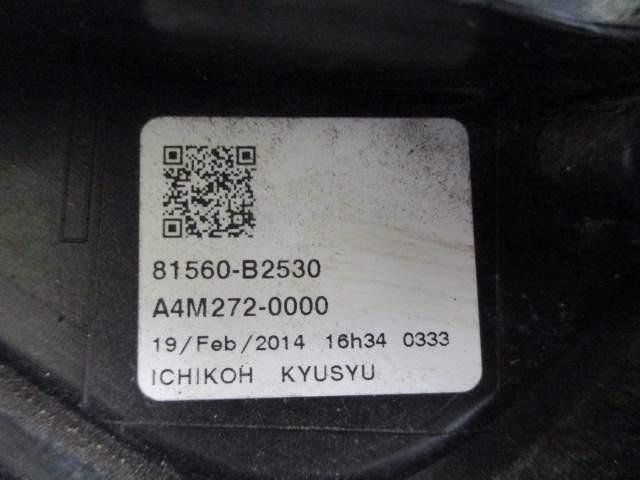 81560-B2530
A4M272-0000
19/Feb/2014 16h34 0333
ICHIKOH KYUSYU